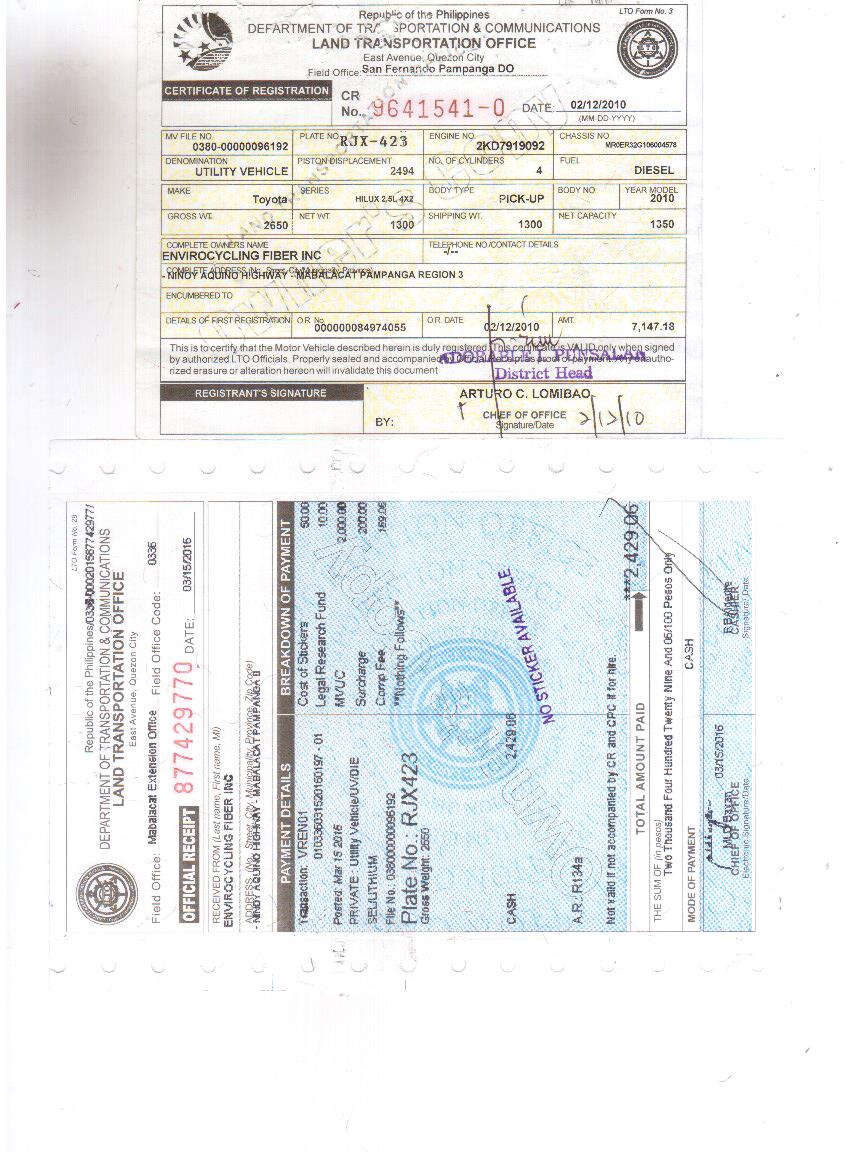 LTO Form No. 3
Republic of the Philippines
DEPARTMENT OF TRANSPORTATION & COMMUNICATIONS
LAND TRANSPORTATION OFFICE
East Avenue, Quezon City
Field Office: San Fernando Pampanga DO
CERTIFICATE OF REGISTRATION
CR No. 9641541-0 DATE: 02/12/2010
(MM-DD-YYYY)
MV FILE NO. PLATE NO. ENGINE NO. CHASSIS NO.
0380-00000096192 RJX-423 2KD7919092 MR0ER32G106004578
DENOMINATION PISTON DISPLACEMENT NO. OF CYLINDERS FUEL
UTILITY VEHICLE 2494 4 DIESEL
MAKE SERIES BODY TYPE BODY NO YEAR MODEL
Toyota HILUX 2,5L 4X2 PICK-UP 2010
GROSS WT. NET WT. SHIPPING WT. NET CAPACITY
2650 1300 1300 1350
COMPLETE OWNERS NAME TELEPHONE NO/CONTACT DETAILS
ENVIROCYCLING FIBER INC -/--
COMPLETE ADDRESS (No., Street, City/Municipality, Province)
- NINOY AQUINO HIGHWAY - MABALACAT PAMPANGA REGION 3
ENCUMBERED TO
DETAILS OF FIRST REGISTRATION O.R. No. O.R. DATE AMT.
000000084974055 02/12/2010 7,147.18
This is to certify that the Motor Vehicle described herein is duly registered. This certificate is VALID only when signed
by authorized LTO Officials. Properly sealed and accompanied by Official Receipt as proof of payment. Any unautho-
rized erasure or alteration hereon will invalidate this document
ADORABLE PUNSALAN
District Head
REGISTRANT'S SIGNATURE
ARTURO C. LOMIBAO
BY: CHIEF OF OFFICE
Signature/Date
2/12/10
LTO Form No. 28
Republic of the Philippines
DEPARTMENT OF TRANSPORTATION & COMMUNICATIONS
LAND TRANSPORTATION OFFICE
East Avenue, Quezon City
Field Office: Mabalacat Extension Office Field Office Code: 0336
OFFICIAL RECEIPT 877429770 DATE: 03/15/2016
RECEIVED FROM (Last name, First name, MI)
ENVIROCYCLING FIBER INC
ADDRESS (No., Street, City/Municipality, Province, Zip Code)
- NINOY AQUINO HIGHWAY - MABALACAT PAMPANGA
PAYMENT DETAILS BREAKDOWN OF PAYMENT
Transaction: VREN01 Cost of Stickers 50.00
Legal Research Fund 10.00
Posted: Mar 15 2016 MVUC 2,000.00
PRIVATE : Utility Vehicle/UV/DIE Surcharge 200.00
Comp Fee 169.06
File No. 038000000096192 **Nothing Follows**
Plate No.: RJX423
Gross Weight: 2650
CASH 2,429.06
NO STICKER AVAILABLE
A.R.: R134a
Not valid if not accompanied by CR and CPC if for hire.
TOTAL AMOUNT PAID ***2,429.06
THE SUM OF (in pesos)
Two Thousand Four Hundred Twenty Nine And 06/100 Pesos Only
MODE OF PAYMENT CASH
03/15/2016
CHIEF OF OFFICE CASHIER
Electronic Signature/Date Signature/Date